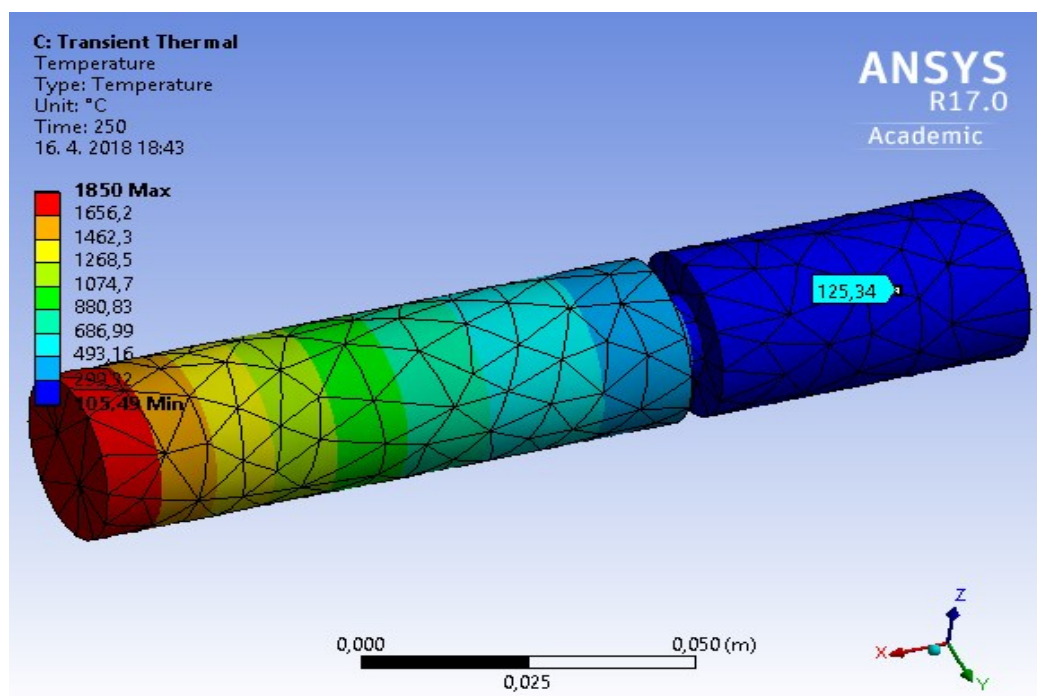 C: Transient Thermal
Temperature
Type: Temperature
Unit: °C
Time: 250
16. 4. 2018 18:43
ANSYS
R17.0
Academic
1850 Max
1656,2
1462,3
1268,5
1074,7
880,83
686,99
493,16
299,32
105,49 Min
125,34
0,000
0,050 (m)
0,025
Z
X
Y